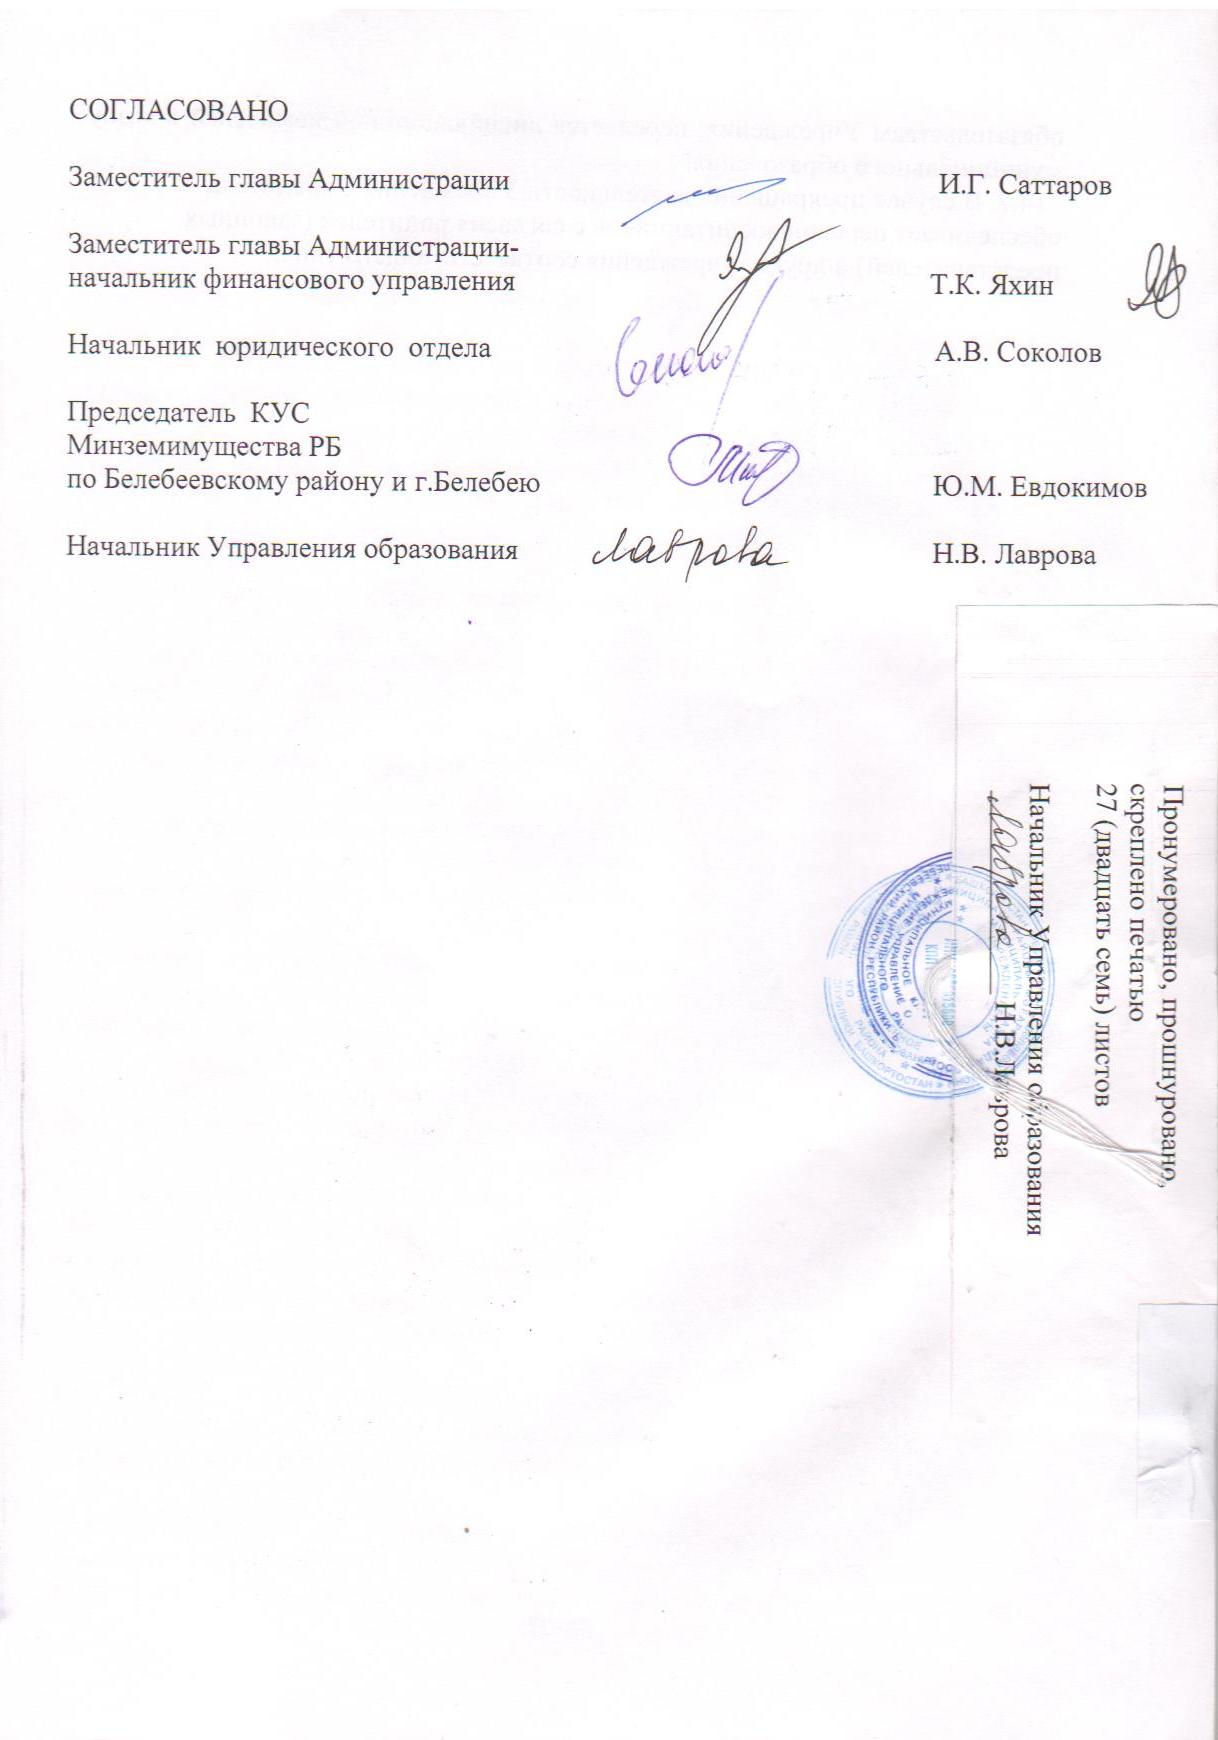 СОГЛАСОВАНО
Заместитель главы Администрации И.Г. Саттаров
Заместитель главы Администрации-
начальник финансового управления Т.К. Яхин
Начальник юридического отдела А.В. Соколов
Председатель КУС
Минземимущества РБ
по Белебеевскому району и г.Белебею Ю.М. Евдокимов
Начальник Управления образования Лаврова Н.В. Лаврова
Пронумеровано, прошнуровано,
скреплено печатью
27 (двадцать семь) листов
Начальник Управления образования
Лаврова Н.В.Лаврова